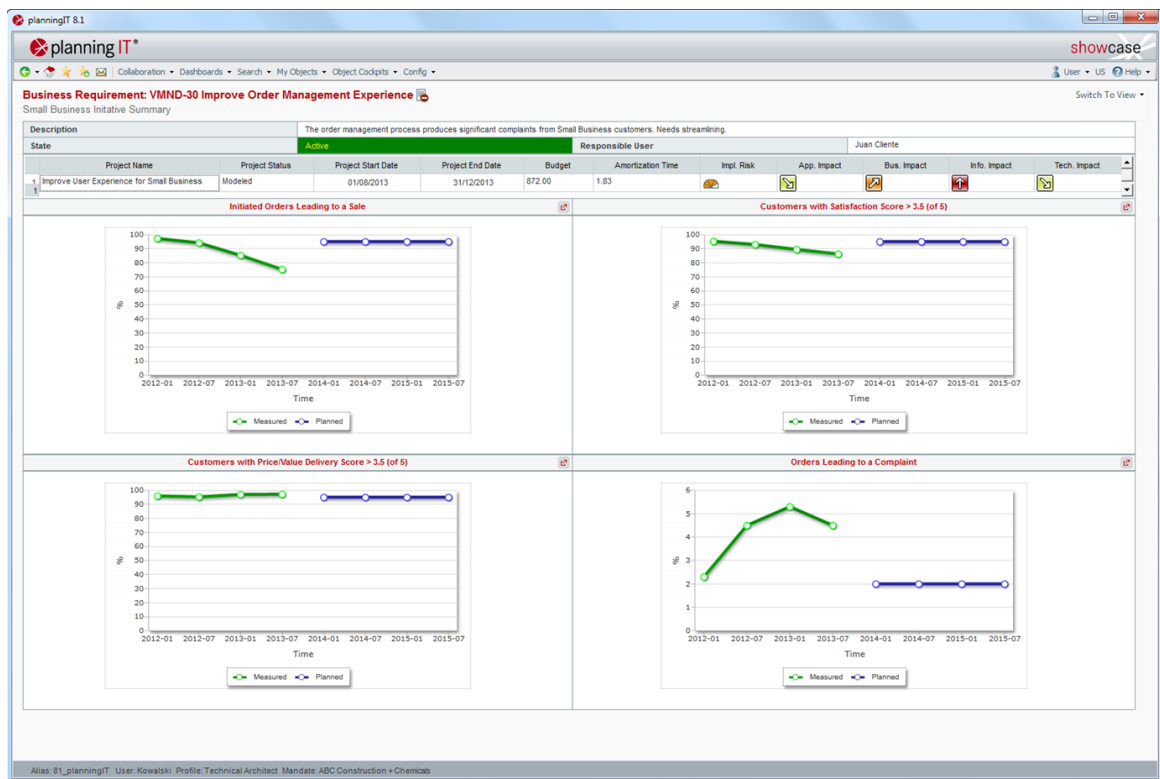 planningIT 8.1
planning IT®
showcase
Collaboration Dashboards Search My Objects Object Cockpits Config
User US Help
Business Requirement: VMND-30 Improve Order Management Experience
Switch To View
Small Business Initative Summary
Description The order management process produces significant complaints from Small Business customers. Needs streamlining.
State Active Responsible User Juan Cliente
Project Name Project Status Project Start Date Project End Date Budget Amortization Time Impl. Risk App. Impact Bus. Impact Info. Impact Tech. Impact
1 Improve User Experience for Small Business Modeled 01/08/2013 31/12/2013 872.00 1.83
1
Initiated Orders Leading to a Sale
100
90
80
70
60
50
40
30
20
10
0
%
2012-01 2012-07 2013-01 2013-07 2014-01 2014-07 2015-01 2015-07
Time
Measured Planned
Customers with Satisfaction Score > 3.5 (of 5)
100
90
80
70
60
50
40
30
20
10
0
%
2012-01 2012-07 2013-01 2013-07 2014-01 2014-07 2015-01 2015-07
Time
Measured Planned
Customers with Price/Value Delivery Score > 3.5 (of 5)
100
90
80
70
60
50
40
30
20
10
0
%
2012-01 2012-07 2013-01 2013-07 2014-01 2014-07 2015-01 2015-07
Time
Measured Planned
Orders Leading to a Complaint
6
5
4
3
2
1
0
%
2012-01 2012-07 2013-01 2013-07 2014-01 2014-07 2015-01 2015-07
Time
Measured Planned
Alias: 81_planningIT User: Kowalski Profile: Technical Architect Mandate: ABC Construction + Chemicals